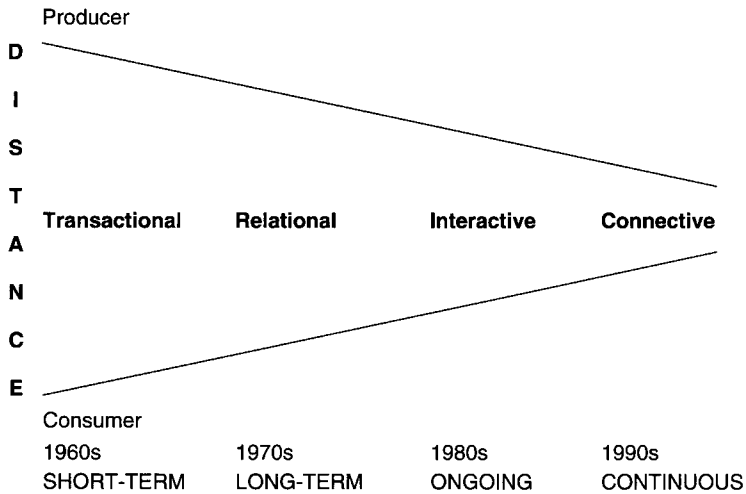 Producer
D
I
S
T
A
N
C
E
Transactional Relational Interactive Connective
Consumer
1960s 1970s 1980s 1990s
SHORT-TERM LONG-TERM ONGOING CONTINUOUS